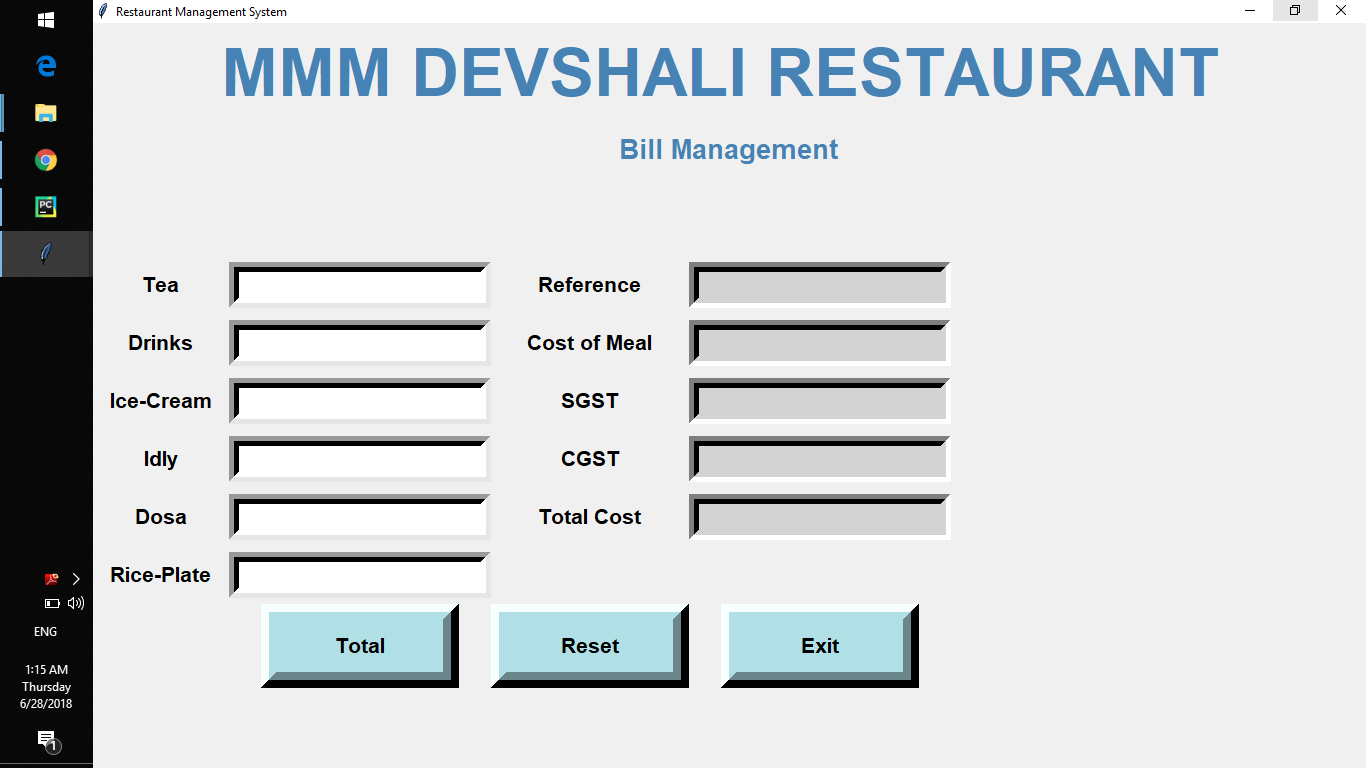 Restaurant Management System
MMM DEVSHALI RESTAURANT
Bill Management
Tea
Reference
Drinks
Cost of Meal
Ice-Cream
SGST
Idly
CGST
Dosa
Total Cost
Rice-Plate
Total
Reset
Exit
PC
ENG
1:15 AM
Thursday
6/28/2018
1